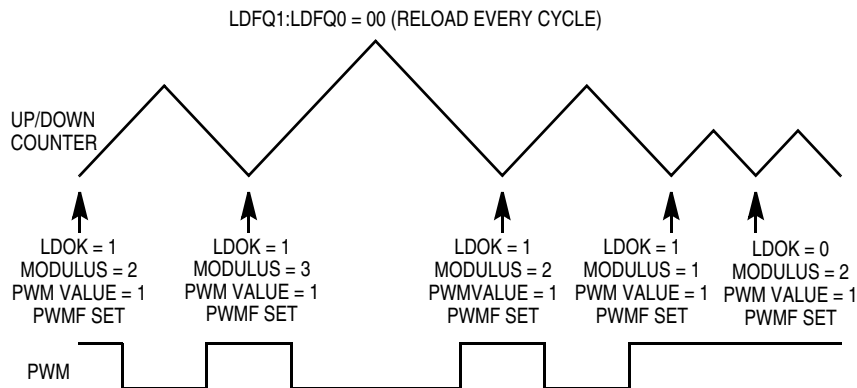 LDFQ1:LDFQ0 = 00 (RELOAD EVERY CYCLE)
UP/DOWN
COUNTER
LDOK = 1
MODULUS = 2
PWM VALUE = 1
PWMF SET
LDOK = 1
MODULUS = 3
PWM VALUE = 1
PWMF SET
LDOK = 1
MODULUS = 2
PWMVALUE = 1
PWMF SET
LDOK = 1
MODULUS = 1
PWM VALUE = 1
PWMF SET
LDOK = 0
MODULUS = 2
PWM VALUE = 1
PWMF SET
PWM